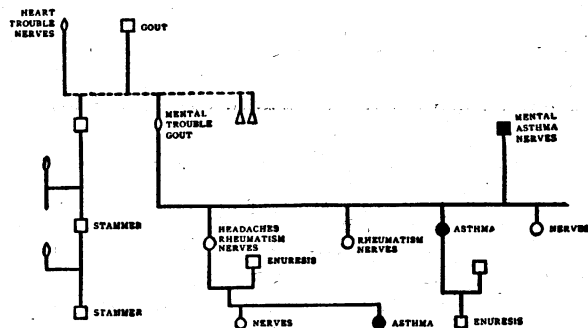 HEART
TROUBLE
NERVES
GOUT
MENTAL
TROUBLE
GOUT
MENTAL
ASTHMA
NERVES
STAMMER
HEADACHES
RHEUMATISM
NERVES
RHEUMATISM
NERVES
ASTHMA
NERVES
ENURESIS
STAMMER
NERVES
ASTHMA
ENURESIS